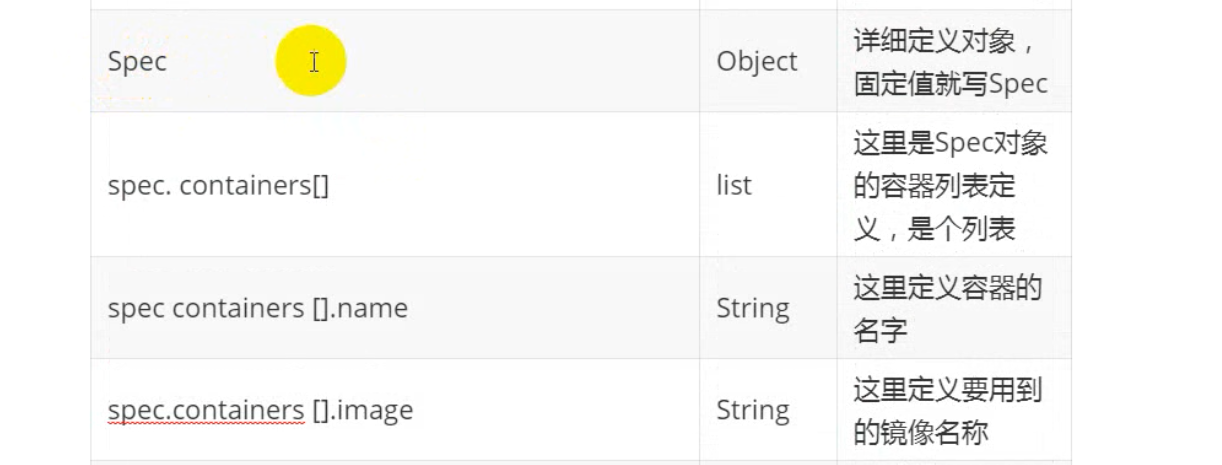 Spec
Object
详细定义对象，
固定值就写Spec
spec. containers[]
list
这里是Spec对象
的容器列表定
义，是个列表
spec containers [].name
String
这里定义容器的
名字
spec.containers [].image
String
这里定义要用到
的镜像名称